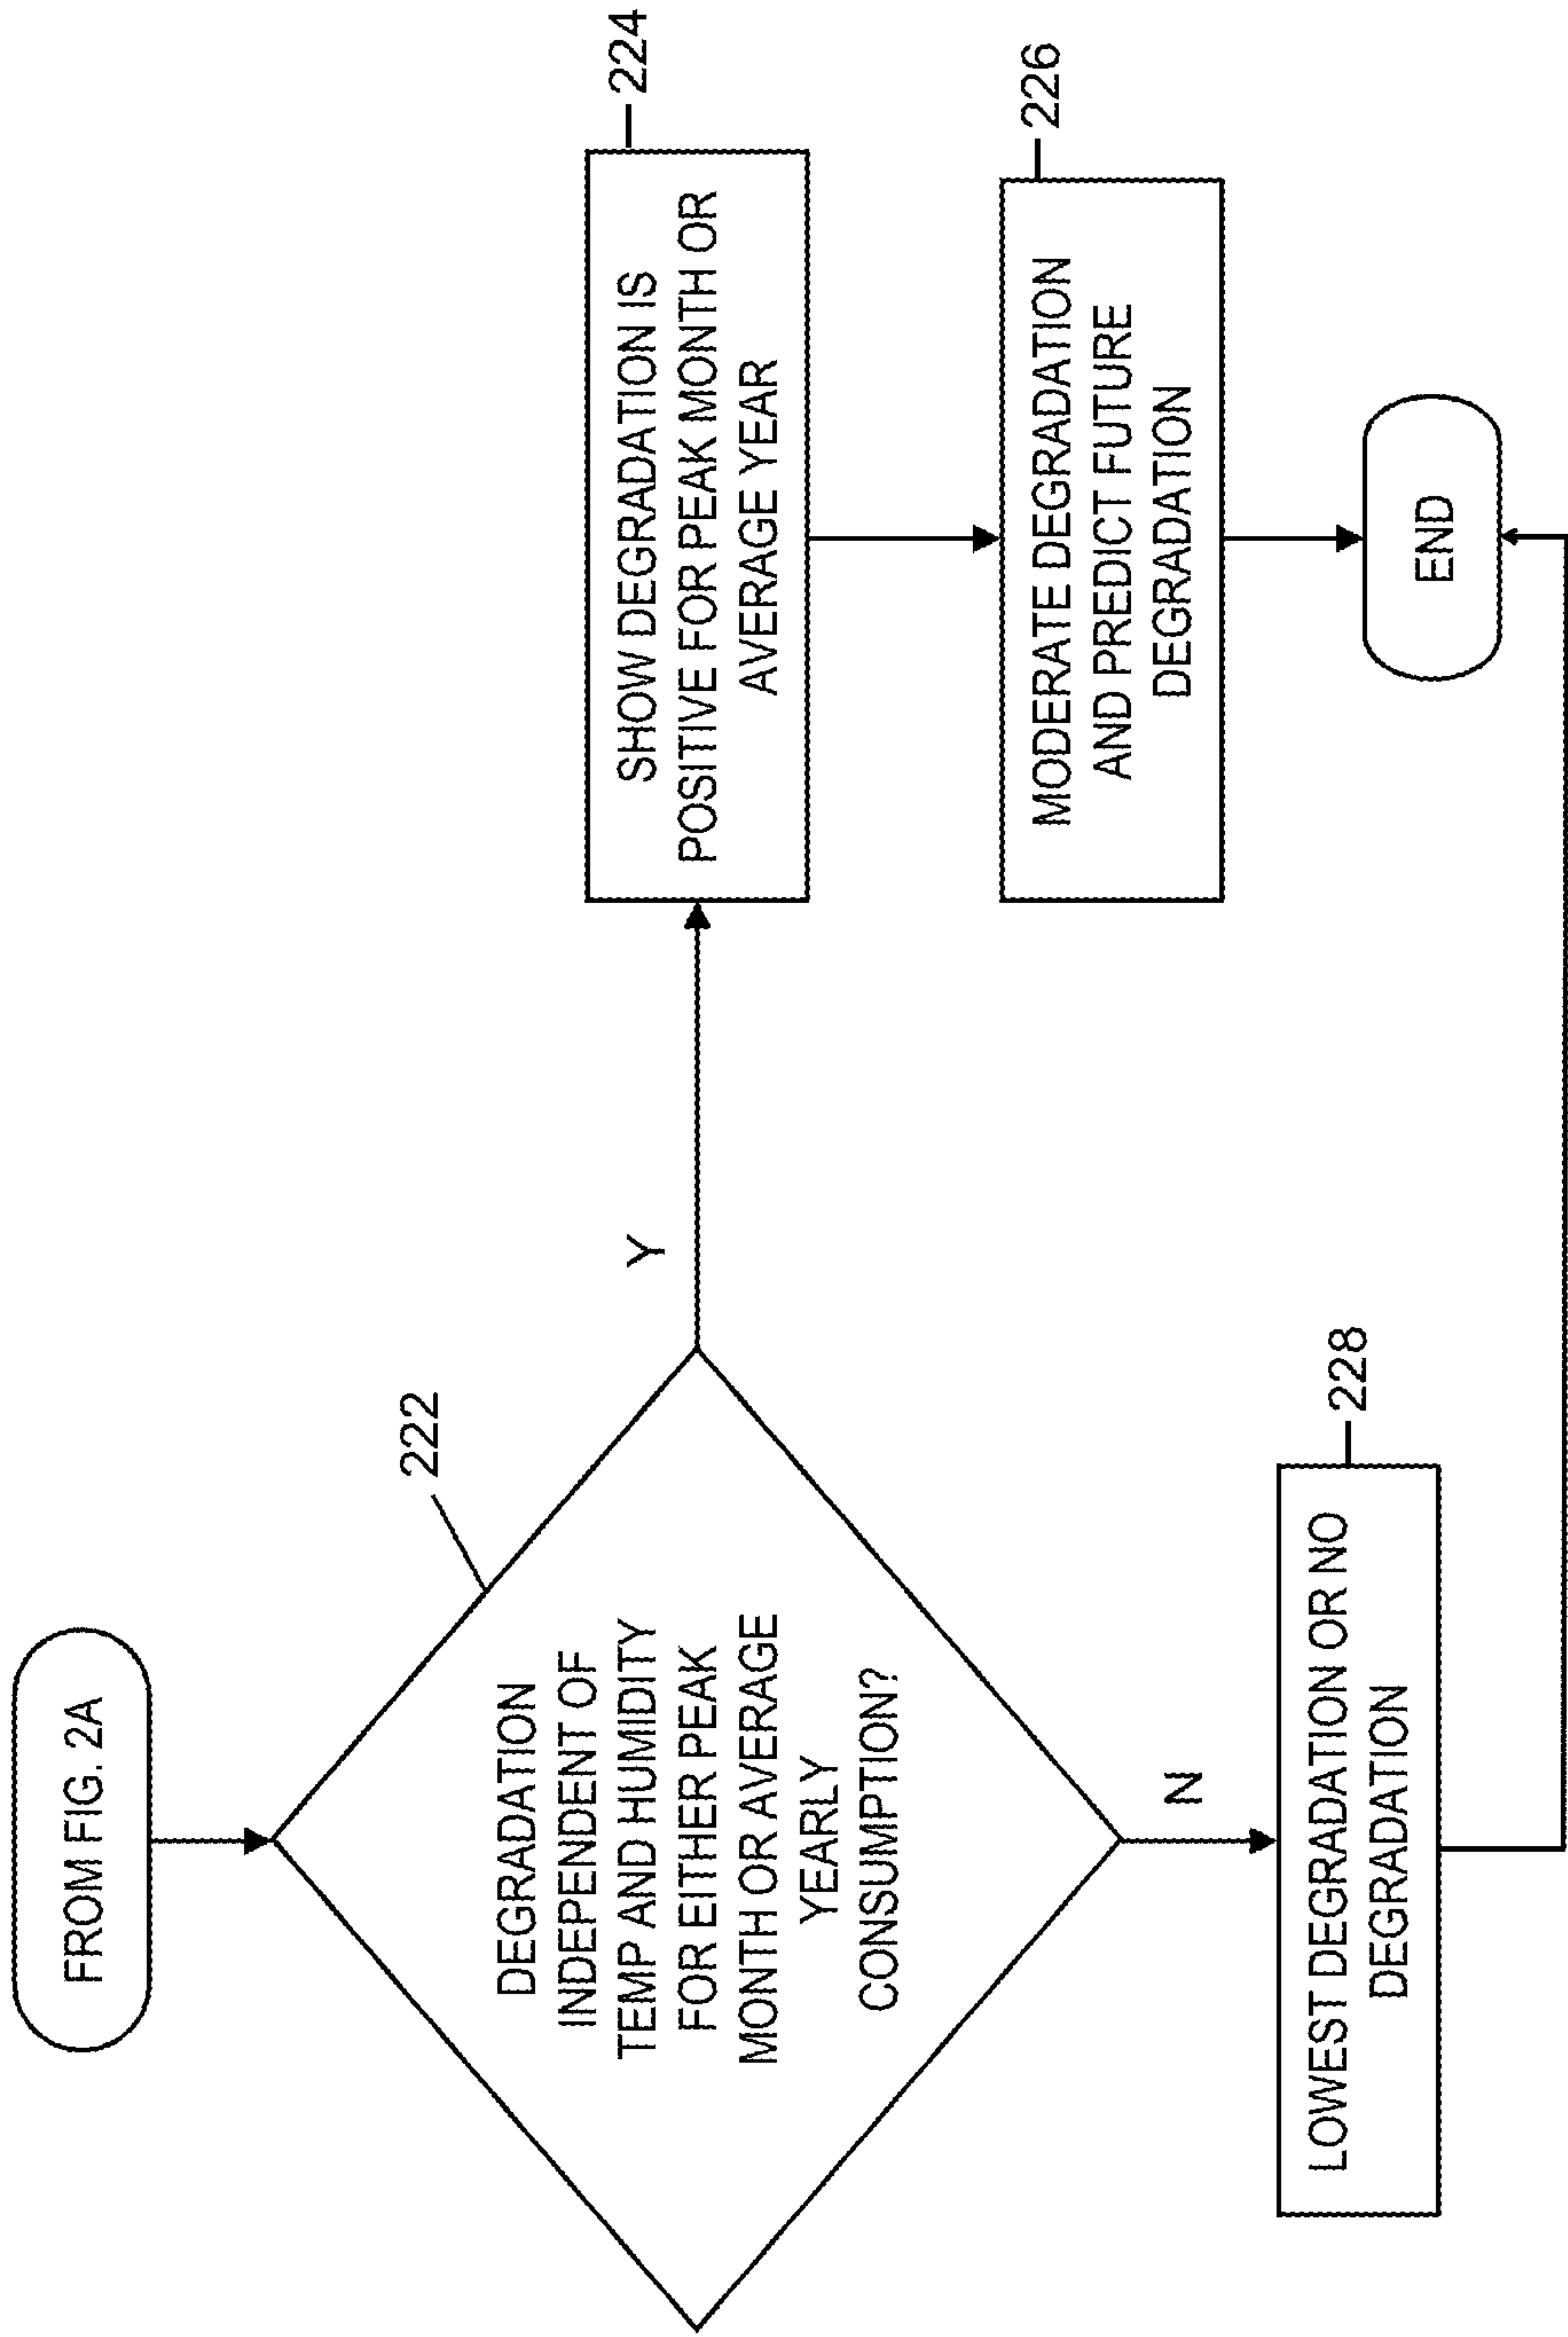 FROM FIG. 2A
222
DEGRADATION
INDEPENDENT OF
TEMP AND HUMIDITY
FOR EITHER PEAK
MONTH OR AVERAGE
YEARLY
CONSUMPTION?
Y
224
SHOW DEGRADATION IS
POSITIVE FOR PEAK MONTH OR
AVERAGE YEAR
226
MODERATE DEGRADATION
AND PREDICT FUTURE
DEGRADATION
N
228
LOWEST DEGRADATION OR NO
DEGRADATION
END